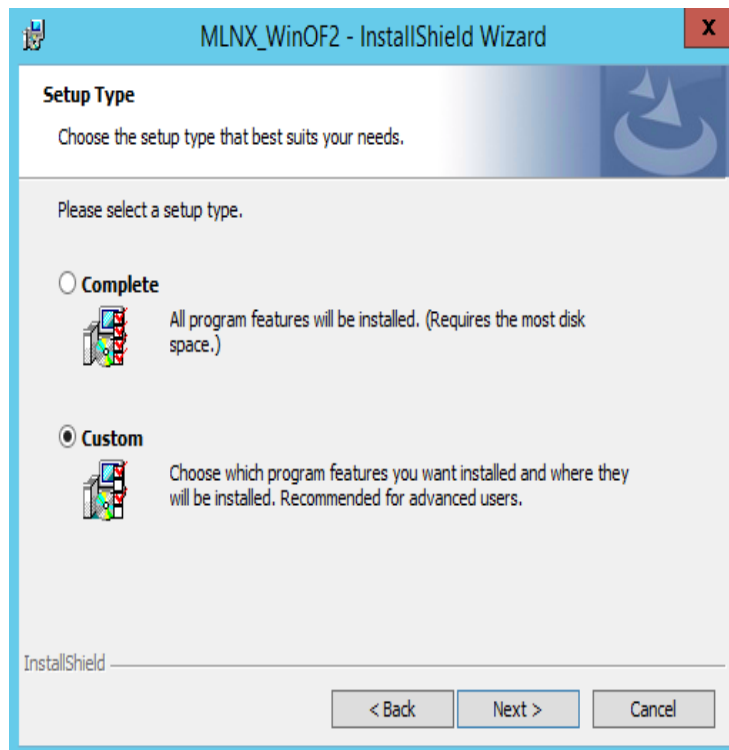 MLNX_WinOF2 - InstallShield Wizard
X
Setup Type
Choose the setup type that best suits your needs.
Please select a setup type.
Complete
All program features will be installed. (Requires the most disk
space.)
Custom
Choose which program features you want installed and where they
will be installed. Recommended for advanced users.
InstallShield
< Back
Next >
Cancel